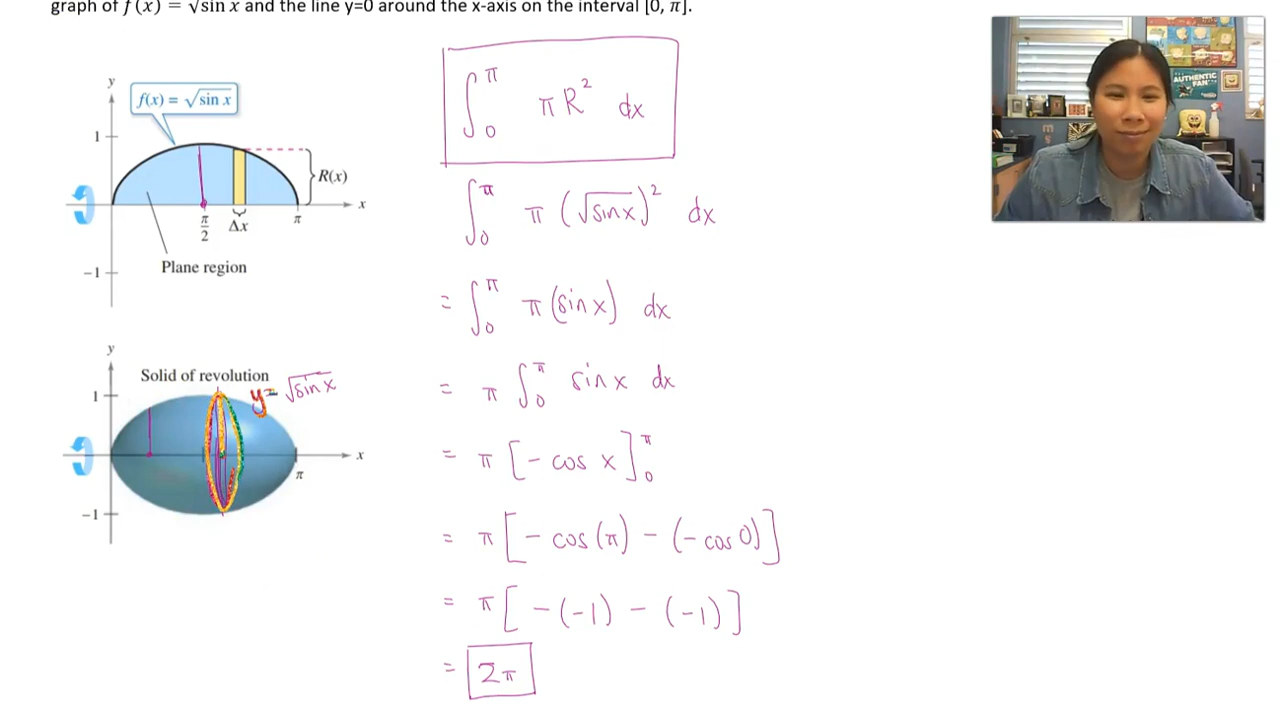 graph of f (x) = √sin x and the line y=0 around the x-axis on the interval [0, π].
y
f(x) = √sin x
1
R(x)
x
π/2
Δx
π
Plane region
−1
y
Solid of revolution
y = √sin x
1
x
π
−1
∫₀^π πR² dx
∫₀^π π (√sin x)² dx
= ∫₀^π π (sin x) dx
= π ∫₀^π sin x dx
= π [− cos x]₀^π
= π [− cos (π) − (− cos 0)]
= π [− (−1) − (−1)]
= 2π
AUTHENTIC
FAN